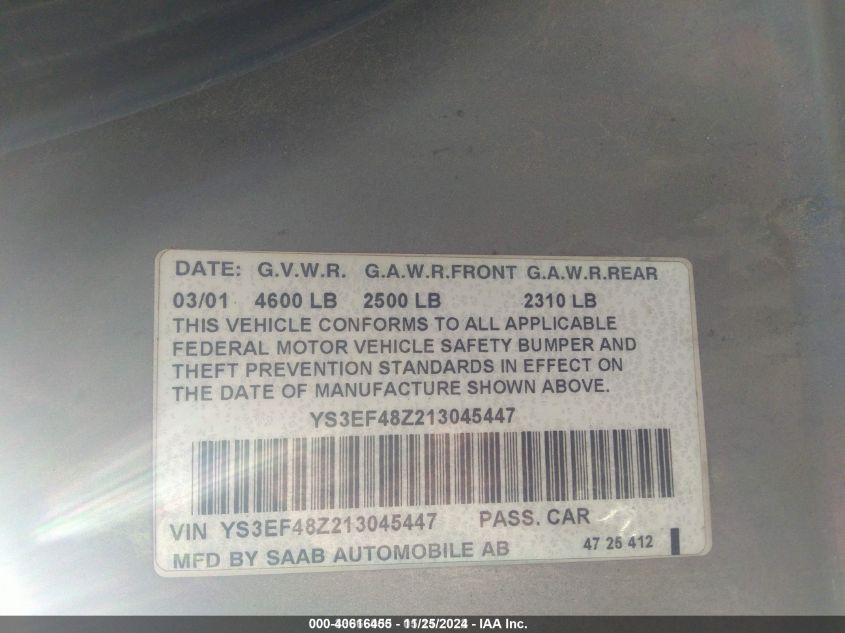 DATE: G.V.W.R. G.A.W.R.FRONT G.A.W.R.REAR
03/01 4600 LB 2500 LB 2310 LB
THIS VEHICLE CONFORMS TO ALL APPLICABLE
FEDERAL MOTOR VEHICLE SAFETY BUMPER AND
THEFT PREVENTION STANDARDS IN EFFECT ON
THE DATE OF MANUFACTURE SHOWN ABOVE.
YS3EF48Z213045447
VIN YS3EF48Z213045447 PASS. CAR
MFD BY SAAB AUTOMOBILE AB 47 25 412
000-40616455 - 11/25/2024 - IAA Inc.